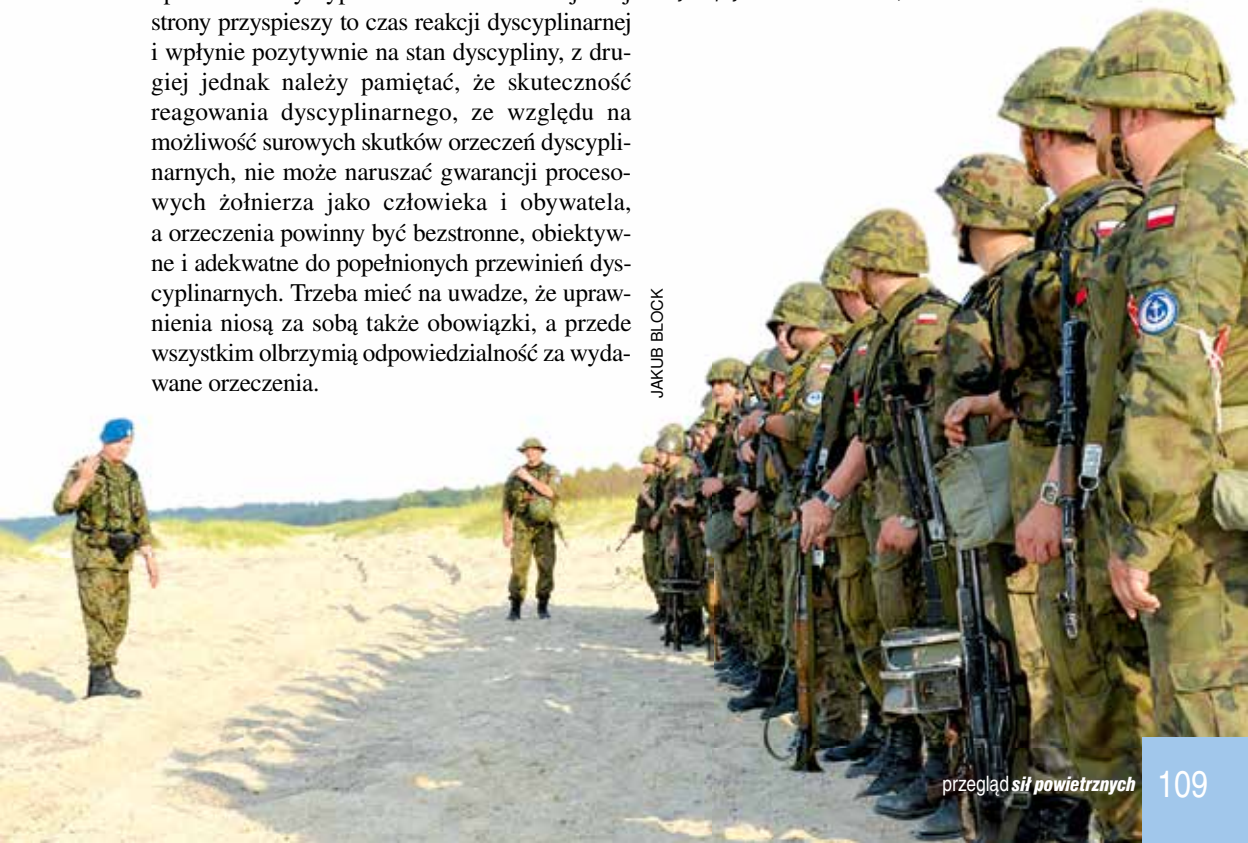 strony przyspieszy to czas reakcji dyscyplinarnej
i wpłynie pozytywnie na stan dyscypliny, z dru-
giej jednak należy pamiętać, że skuteczność
reagowania dyscyplinarnego, ze względu na
możliwość surowych skutków orzeczeń dyscypli-
narnych, nie może naruszać gwarancji proceso-
wych żołnierza jako człowieka i obywatela,
a orzeczenia powinny być bezstronne, obiektyw-
ne i adekwatne do popełnionych przewinień dys-
cyplinarnych. Trzeba mieć na uwadze, że upraw-
nienia niosą za sobą także obowiązki, a przede
wszystkim olbrzymią odpowiedzialność za wyda-
wane orzeczenia.
JAKUB BLOCK
przegląd sił powietrznych
109